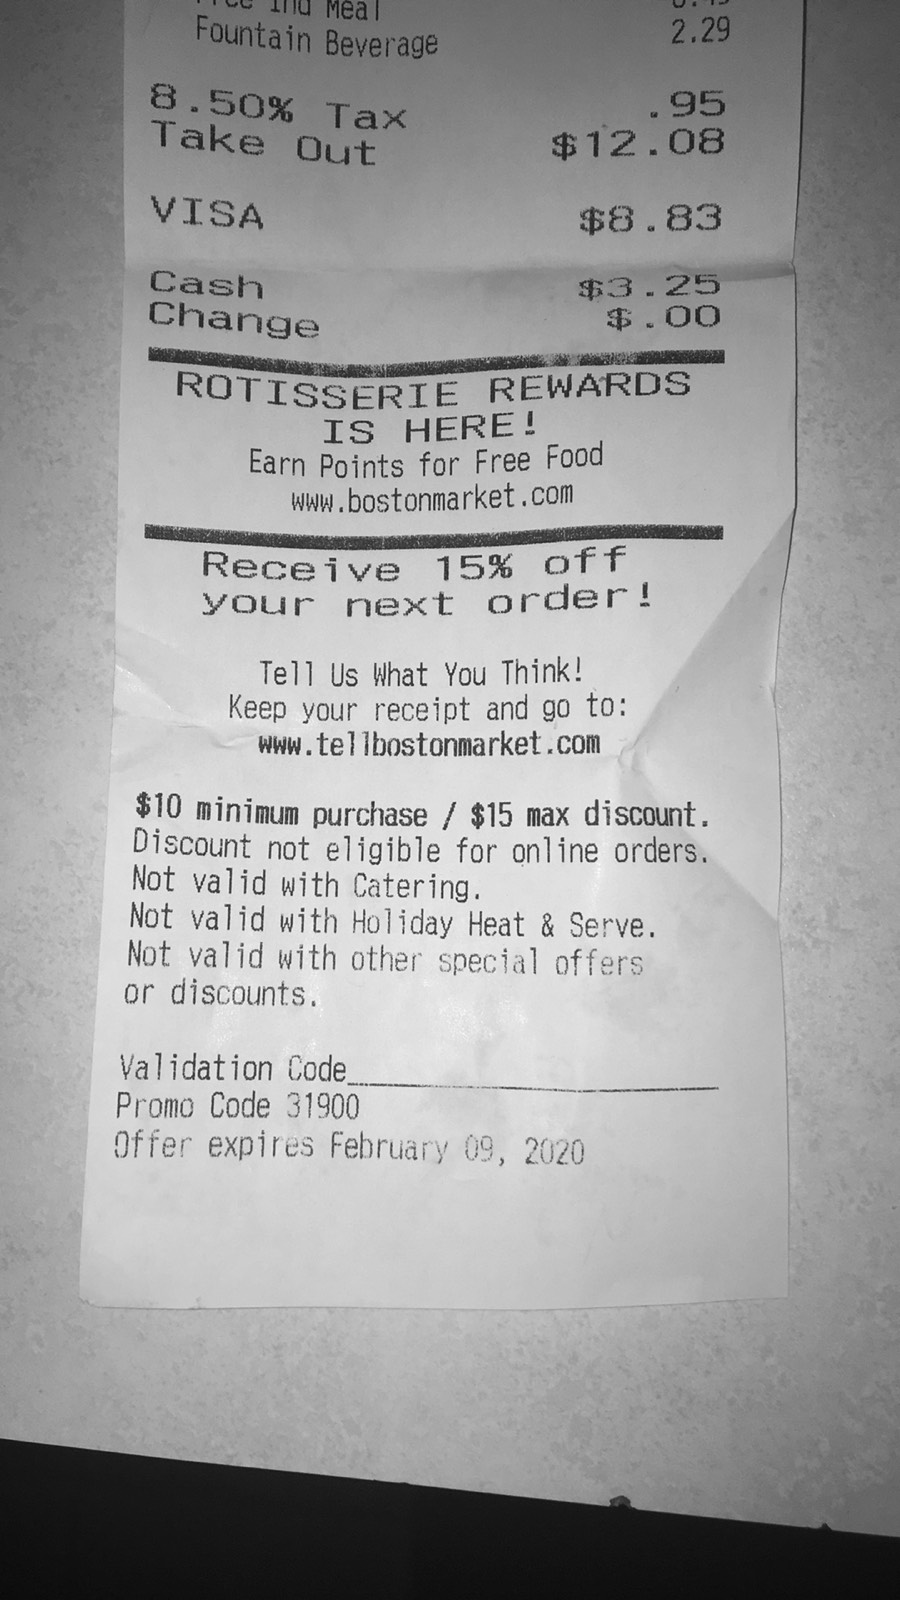 Free Ind Meal
Fountain Beverage 2.29
8.50% Tax .95
Take Out $12.08
VISA $8.83
Cash $3.25
Change $.00
ROTISSERIE REWARDS
IS HERE!
Earn Points for Free Food
www.bostonmarket.com
Receive 15% off
your next order!
Tell Us What You Think!
Keep your receipt and go to:
www.tellbostonmarket.com
$10 minimum purchase / $15 max discount.
Discount not eligible for online orders.
Not valid with Catering.
Not valid with Holiday Heat & Serve.
Not valid with other special offers
or discounts.
Validation Code
Promo Code 31900
Offer expires February 09, 2020